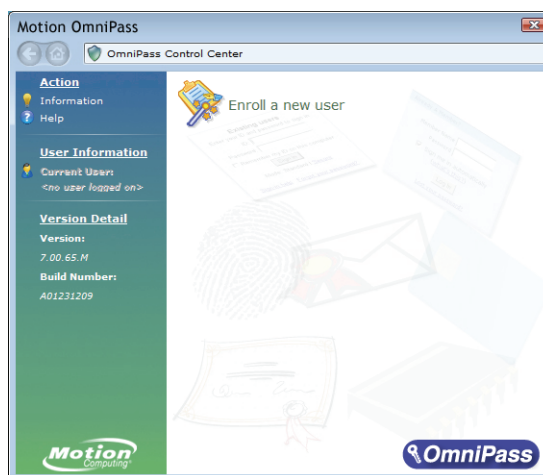 Motion OmniPass
OmniPass Control Center
Action
Information
Help
User Information
Current User:
<no user logged on>
Version Detail
Version:
7.00.65.M
Build Number:
A01231209
Enroll a new user
Motion
Computing®
OmniPass